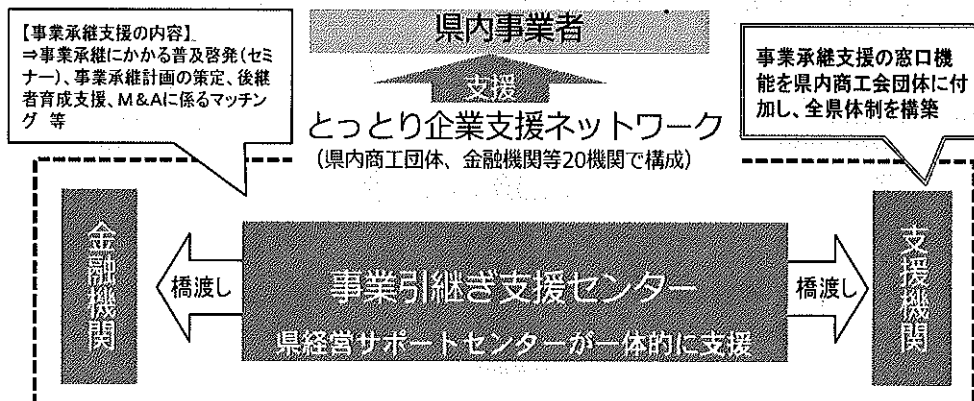 【事業承継支援の内容】
⇒事業承継にかかる普及啓発(セミ
ナー)、事業承継計画の策定、後継
者育成支援、M&Aに係るマッチン
グ 等
県内事業者
支援
とっとり企業支援ネットワーク
(県内商工団体、金融機関等20機関で構成)
事業承継支援の窓口機
能を県内商工会団体に付
加し、全県体制を構築
金融機関
橋渡し
事業引継ぎ支援センター
県経営サポートセンターが一体的に支援
橋渡し
支援機関